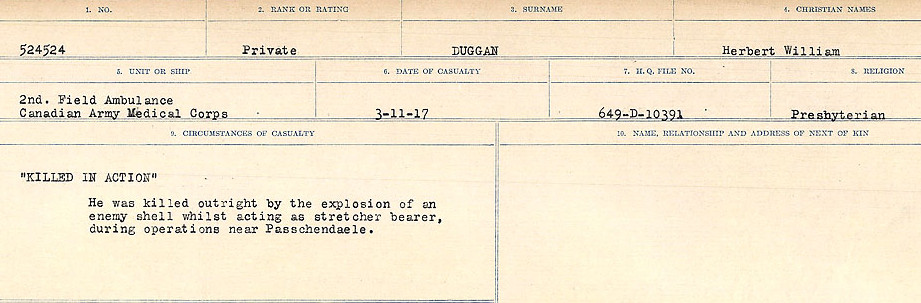 1. NO. 2. RANK OR RATING 3. SURNAME 4. CHRISTIAN NAMES
524524 Private DUGGAN Herbert William
5. UNIT OR SHIP 6. DATE OF CASUALTY 7. H.Q. FILE NO. 8. RELIGION
2nd. Field Ambulance
Canadian Army Medical Corps 3-11-17 649-D-10391 Presbyterian
9. CIRCUMSTANCES OF CASUALTY 10. NAME, RELATIONSHIP AND ADDRESS OF NEXT OF KIN
"KILLED IN ACTION"
He was killed outright by the explosion of an
enemy shell whilst acting as stretcher bearer,
during operations near Passchendaele.